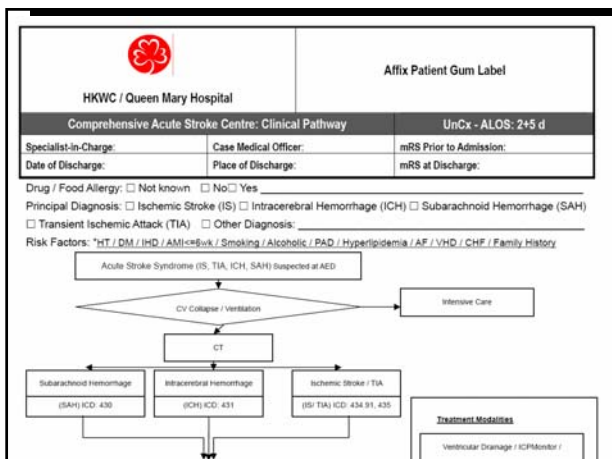 Affix Patient Gum Label
HKWC / Queen Mary Hospital
Comprehensive Acute Stroke Centre: Clinical Pathway UnCx - ALOS: 2+5 d
Specialist-in-Charge: Case Medical Officer: mRS Prior to Admission:
Date of Discharge: Place of Discharge: mRS at Discharge:
Drug / Food Allergy: ☐ Not known ☐ No☐ Yes
Principal Diagnosis: ☐ Ischemic Stroke (IS) ☐ Intracerebral Hemorrhage (ICH) ☐ Subarachnoid Hemorrhage (SAH)
☐ Transient Ischemic Attack (TIA) ☐ Other Diagnosis:
Risk Factors: *HT / DM / IHD / AMI<=6wk / Smoking / Alcoholic / PAD / Hyperlipidemia / AF / VHD / CHF / Family History
Acute Stroke Syndrome (IS, TIA, ICH, SAH) Suspected at AED
CV Collapse / Ventilation
Intensive Care
CT
Subarachnoid Hemorrhage Intracerebral Hemorrhage Ischemic Stroke / TIA
(SAH) ICD: 430 (ICH) ICD: 431 (IS/ TIA) ICD: 434.91, 435
Treatment Modalities
Ventricular Drainage / ICPMonitor /